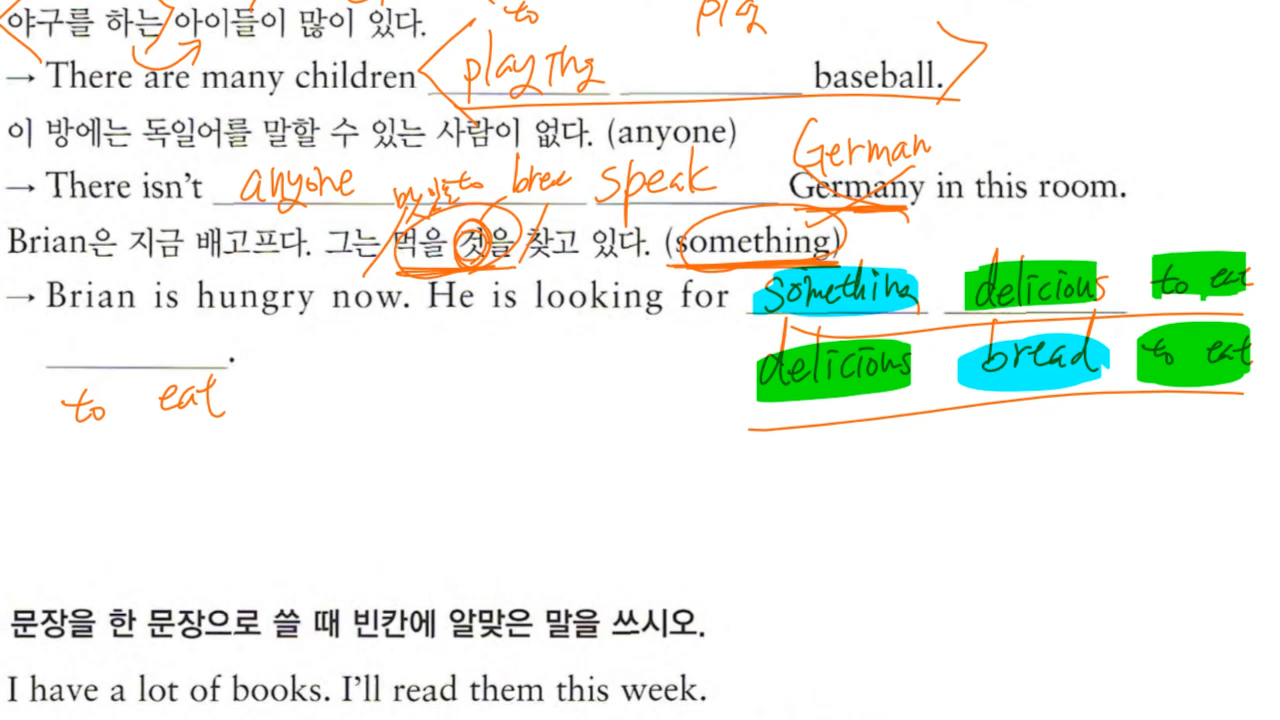 to pla
야구를 하는 아이들이 많이 있다.
→ There are many children playing baseball.
이 방에는 독일어를 말할 수 있는 사람이 없다. (anyone)
German
→ There isn't anyone to speak Germany in this room.
Brian은 지금 배고프다. 그는 먹을 것을 찾고 있다. (something)
→ Brian is hungry now. He is looking for something delicious to eat
delicious bread to eat
.
to eat
문장을 한 문장으로 쓸 때 빈칸에 알맞은 말을 쓰시오.
I have a lot of books. I'll read them this week.